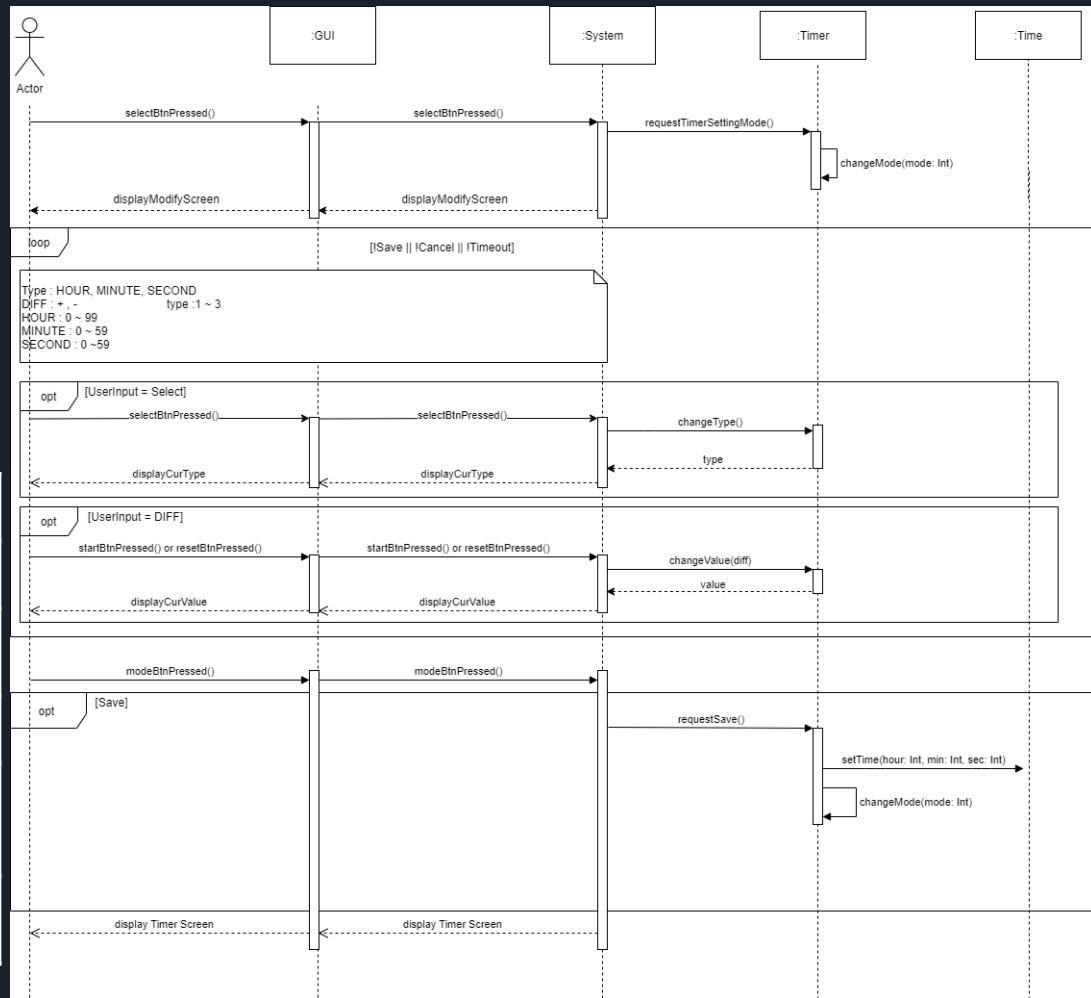 :GUI
:System
:Timer
:Time
Actor
selectBtnPressed()
selectBtnPressed()
requestTimerSettingMode()
changeMode(mode: Int)
displayModifyScreen
displayModifyScreen
loop
[!Save || !Cancel || !Timeout]
Type : HOUR, MINUTE, SECOND
DIFF : + , - type :1 ~ 3
HOUR : 0 ~ 99
MINUTE : 0 ~ 59
SECOND : 0 ~59
opt
[UserInput = Select]
selectBtnPressed()
selectBtnPressed()
changeType()
type
displayCurType
displayCurType
opt
[UserInput = DIFF]
startBtnPressed() or resetBtnPressed()
startBtnPressed() or resetBtnPressed()
changeValue(diff)
value
displayCurValue
displayCurValue
modeBtnPressed()
modeBtnPressed()
opt
[Save]
requestSave()
setTime(hour: Int, min: Int, sec: Int)
changeMode(mode: Int)
display Timer Screen
display Timer Screen